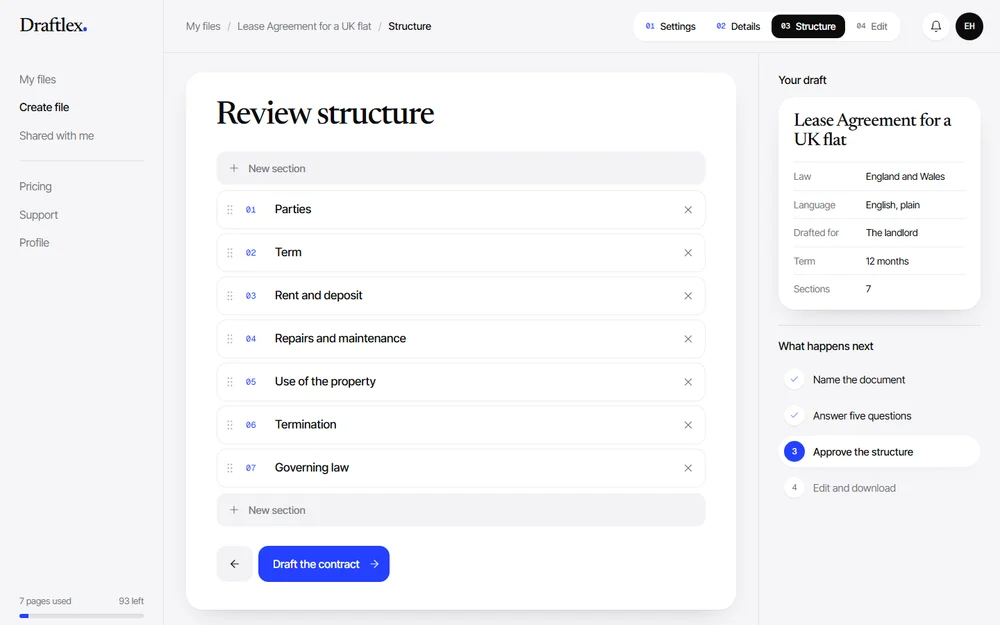 Draftlex.
My files / Lease Agreement for a UK flat / Structure
01 Settings
02 Details
03 Structure
04 Edit
EH
My files
Create file
Shared with me
Pricing
Support
Profile
7 pages used
93 left
Review structure
+ New section
01 Parties
02 Term
03 Rent and deposit
04 Repairs and maintenance
05 Use of the property
06 Termination
07 Governing law
+ New section
Draft the contract
Your draft
Lease Agreement for a
UK flat
Law England and Wales
Language English, plain
Drafted for The landlord
Term 12 months
Sections 7
What happens next
Name the document
Answer five questions
3 Approve the structure
4 Edit and download